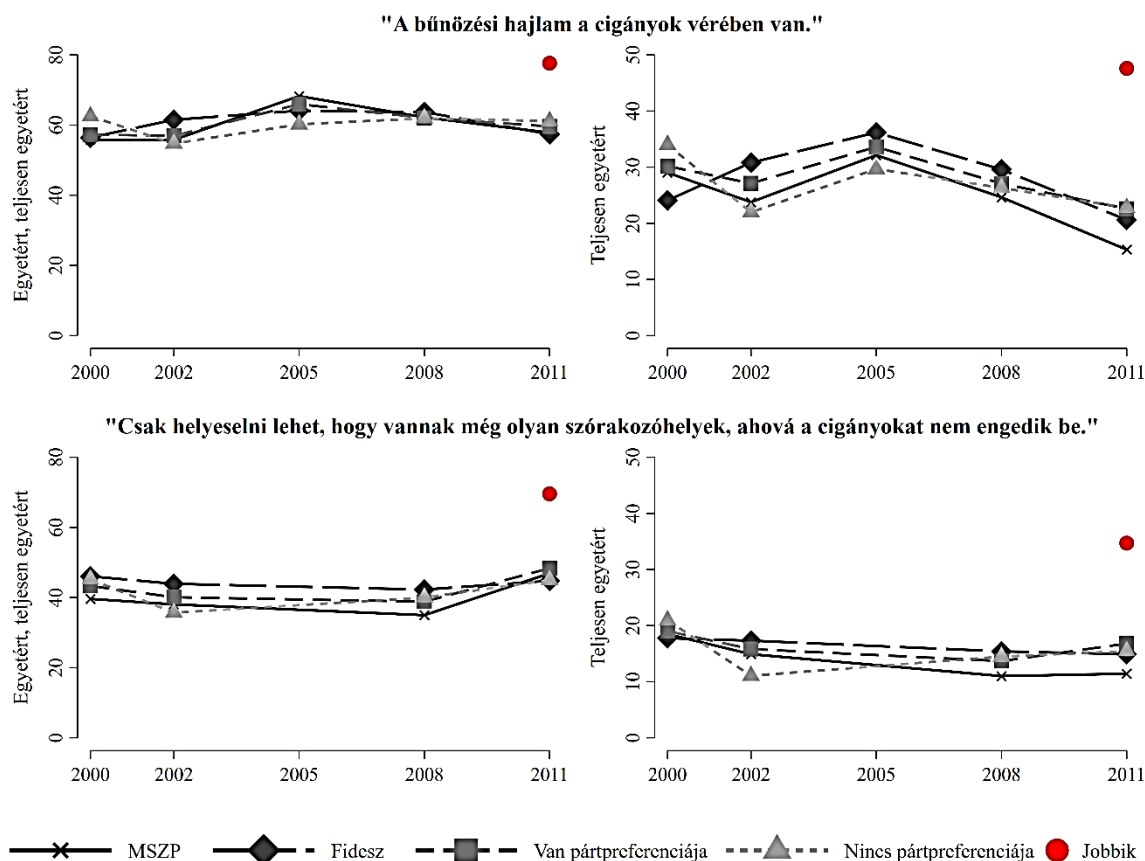 "A bűnözési hajlam a cigányok vérében van."
Egyetért, teljesen egyetért
80
60
40
20
0
2000 2002 2005 2008 2011
Teljesen egyetért
50
40
30
20
10
0
2000 2002 2005 2008 2011
"Csak helyeselni lehet, hogy vannak még olyan szórakozóhelyek, ahová a cigányokat nem engedik be."
Egyetért, teljesen egyetért
80
60
40
20
0
2000 2002 2005 2008 2011
Teljesen egyetért
50
40
30
20
10
0
2000 2002 2005 2008 2011
MSZP Fidesz Van pártpreferenciája Nincs pártpreferenciája Jobbik